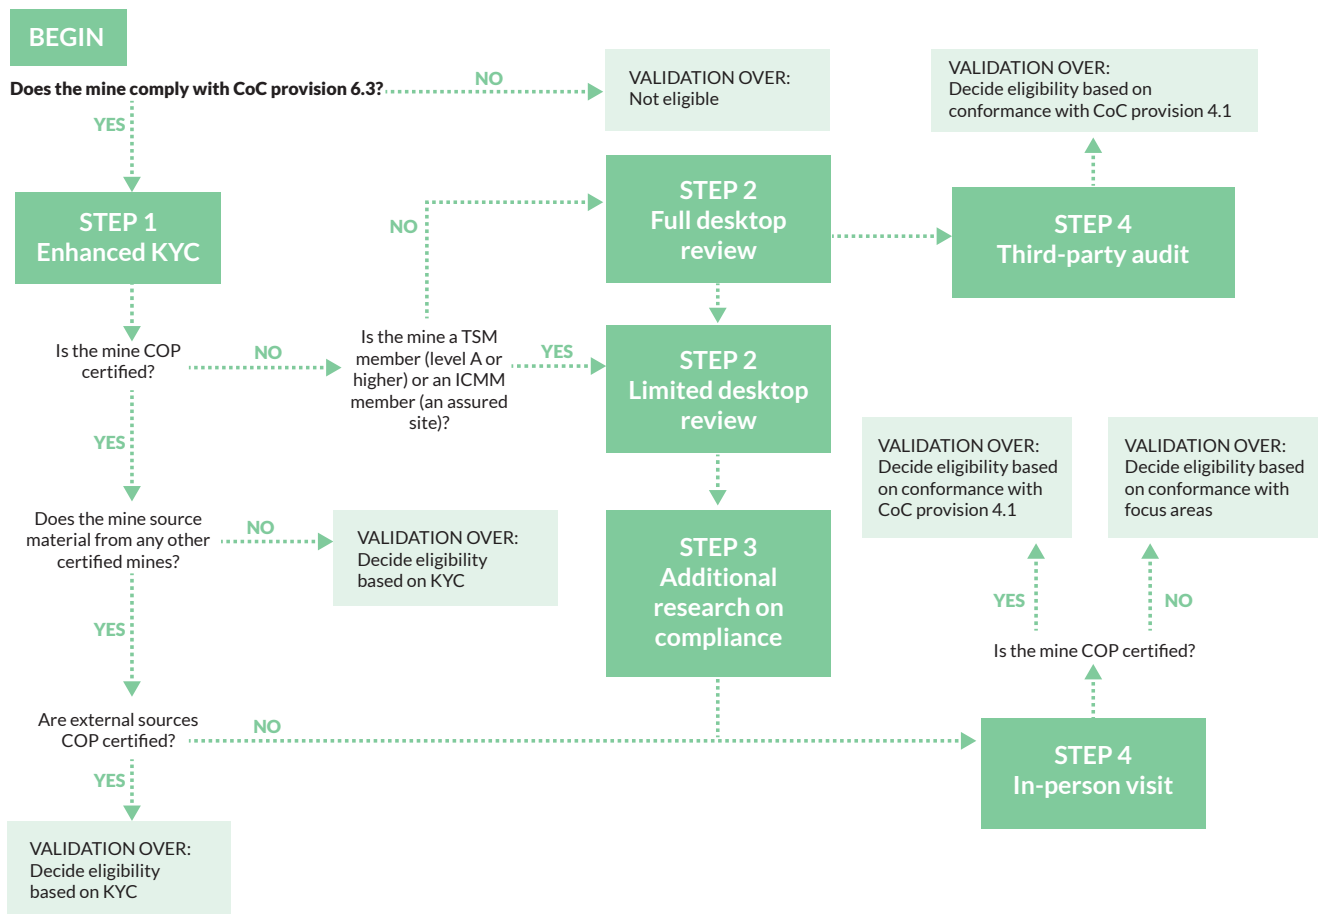 BEGIN
Does the mine comply with CoC provision 6.3?
NO
VALIDATION OVER:
Not eligible
VALIDATION OVER:
Decide eligibility based on
conformance with CoC provision 4.1
YES
STEP 1
Enhanced KYC
NO
STEP 2
Full desktop
review
STEP 4
Third-party audit
Is the mine COP
certified?
NO
Is the mine a TSM
member (level A or
higher) or an ICMM
member (an assured
site)?
YES
STEP 2
Limited desktop
review
YES
VALIDATION OVER:
Decide eligibility based
on conformance with
CoC provision 4.1
VALIDATION OVER:
Decide eligibility based
on conformance with
focus areas
Does the mine source
material from any other
certified mines?
NO
VALIDATION OVER:
Decide eligibility
based on KYC
STEP 3
Additional
research on
compliance
YES
NO
YES
Is the mine COP certified?
Are external sources
COP certified?
NO
STEP 4
In-person visit
YES
VALIDATION OVER:
Decide eligibility
based on KYC